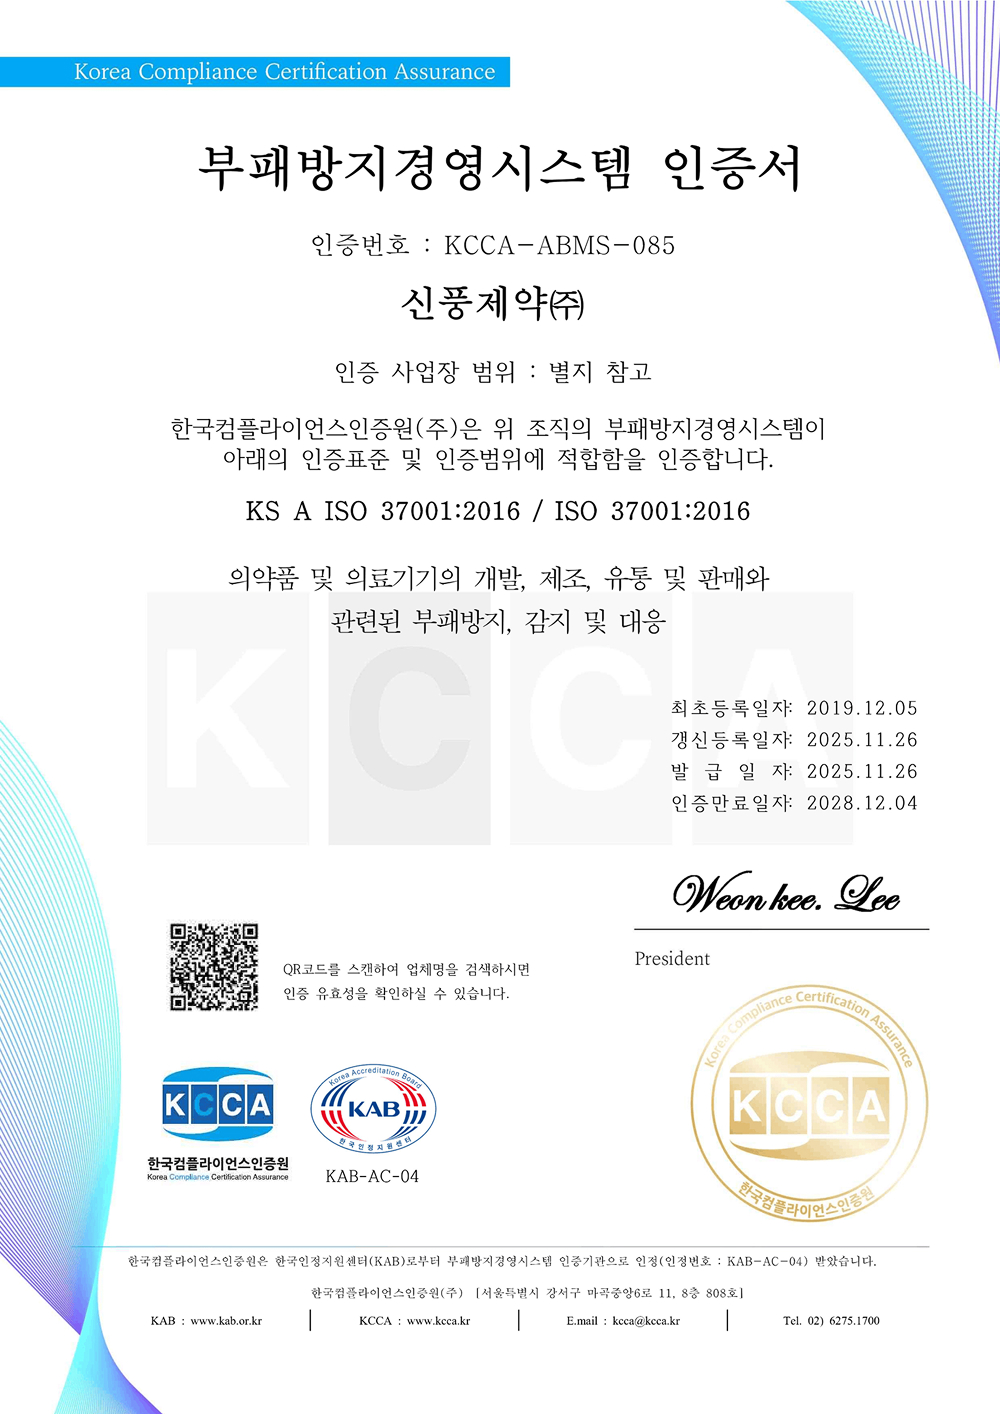 Korea Compliance Certification Assurance
부패방지경영시스템 인증서
인증번호 : KCCA-ABMS-085
신풍제약㈜
인증 사업장 범위 : 별지 참고
한국컴플라이언스인증원(주)은 위 조직의 부패방지경영시스템이
아래의 인증표준 및 인증범위에 적합함을 인증합니다.
KS A ISO 37001:2016 / ISO 37001:2016
의약품 및 의료기기의 개발, 제조, 유통 및 판매와
관련된 부패방지, 감지 및 대응
KCCA
최초등록일자: 2019.12.05
갱신등록일자: 2025.11.26
발 급 일 자: 2025.11.26
인증만료일자: 2028.12.04
Weon kee. Lee
President
QR코드를 스캔하여 업체명을 검색하시면
인증 유효성을 확인하실 수 있습니다.
KCCA
한국컴플라이언스인증원
Korea Compliance Certification Assurance
Korea Accreditation Board
KAB
한국인정지원센터
KAB-AC-04
Korea Compliance Certification Assurance
KCCA
한국컴플라이언스인증원
한국컴플라이언스인증원은 한국인정지원센터(KAB)로부터 부패방지경영시스템 인증기관으로 인정(인정번호 : KAB-AC-04) 받았습니다.
한국컴플라이언스인증원(주) [서울특별시 강서구 마곡중앙6로 11, 8층 808호]
KAB : www.kab.or.kr | KCCA : www.kcca.kr | E.mail : kcca@kcca.kr | Tel. 02) 6275.1700